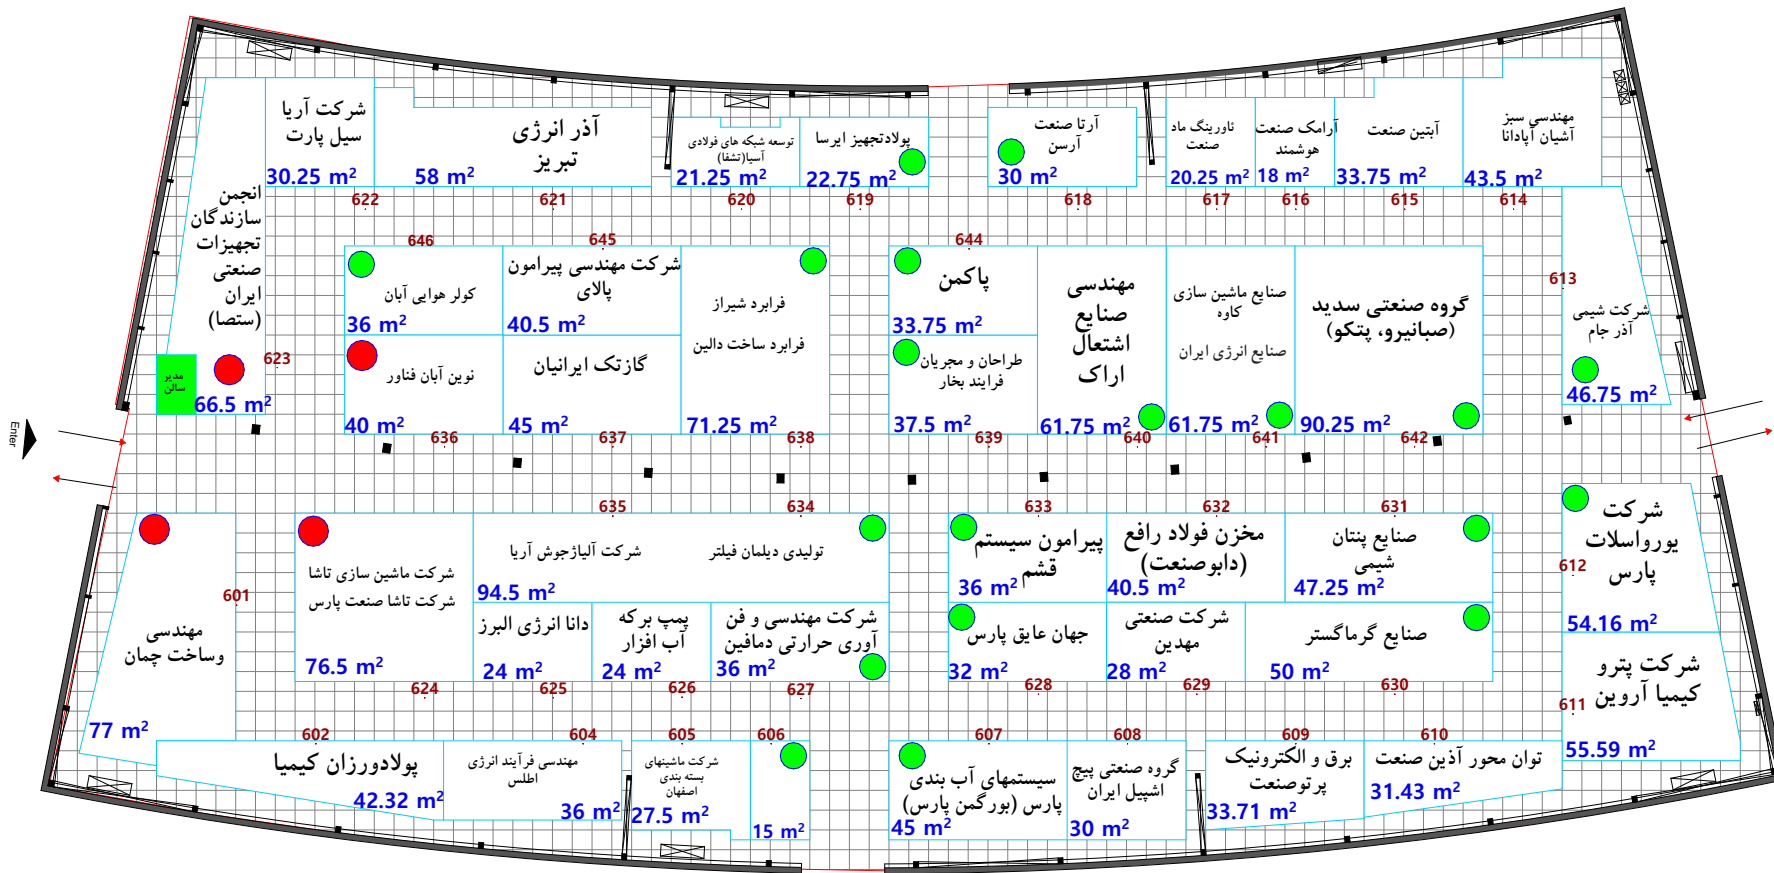 شرکت آریا
سیل پارت
30.25 m²
622
آذر انرژی
تبریز
58 m²
621
توسعه شبکه های فولادی
آسیا(تشفا)
21.25 m²
620
پولادتجهیز ایرسا
22.75 m²
619
آرتا صنعت
آرسن
30 m²
618
ئاورینگ ماد
صنعت
20.25 m²
617
آرامک صنعت
هوشمند
18 m²
616
آبتین صنعت
33.75 m²
615
مهندسی سبز
آشیان آپادانا
43.5 m²
614
انجمن
سازندگان
تجهیزات
صنعتی
ایران
(ستصا)
66.5 m²
623
مدیر
سالن
646
کولر هوایی آبان
36 m²
645
شرکت مهندسی پیرامون
پالای
40.5 m²
فرابرد شیراز
فرابرد ساخت دالین
71.25 m²
638
نوین آبان فناور
40 m²
636
گازتک ایرانیان
45 m²
637
644
پاکمن
33.75 m²
طراحان و مجریان
فرایند بخار
37.5 m²
639
مهندسی
صنایع
اشتعال
اراک
61.75 m²
640
صنایع ماشین سازی
کاوه
صنایع انرژی ایران
61.75 m²
641
گروه صنعتی سدید
(صبانیرو، پتکو)
90.25 m²
642
613
شرکت شیمی
آذر جام
46.75 m²
Enter
601
مهندسی
وساخت چمان
77 m²
شرکت ماشین سازی تاشا
شرکت تاشا صنعت پارس
76.5 m²
624
635
634
شرکت آلیاژجوش آریا
تولیدی دیلمان فیلتر
94.5 m²
دانا انرژی البرز
24 m²
625
پمپ برکه
آب افزار
24 m²
626
شرکت مهندسی و فن
آوری حرارتی دمافین
36 m²
627
633
پیرامون سیستم
قشم
36 m²
632
مخزن فولاد رافع
(دابوصنعت)
40.5 m²
631
صنایع پنتان
شیمی
47.25 m²
جهان عایق پارس
32 m²
628
شرکت صنعتی
مهدین
28 m²
629
صنایع گرماگستر
50 m²
630
شرکت
یورواسلات
پارس
612
54.16 m²
شرکت پترو
کیمیا آروین
611
55.59 m²
602
پولادورزان کیمیا
42.32 m²
604
مهندسی فرآیند انرژی
اطلس
36 m²
605
شرکت ماشینهای
بسته بندی
اصفهان
27.5 m²
606
15 m²
607
سیستمهای آب بندی
پارس (بورگمن پارس)
45 m²
608
گروه صنعتی پیچ
اشپیل ایران
30 m²
609
برق و الکترونیک
پرتوصنعت
33.71 m²
610
توان محور آذین صنعت
31.43 m²